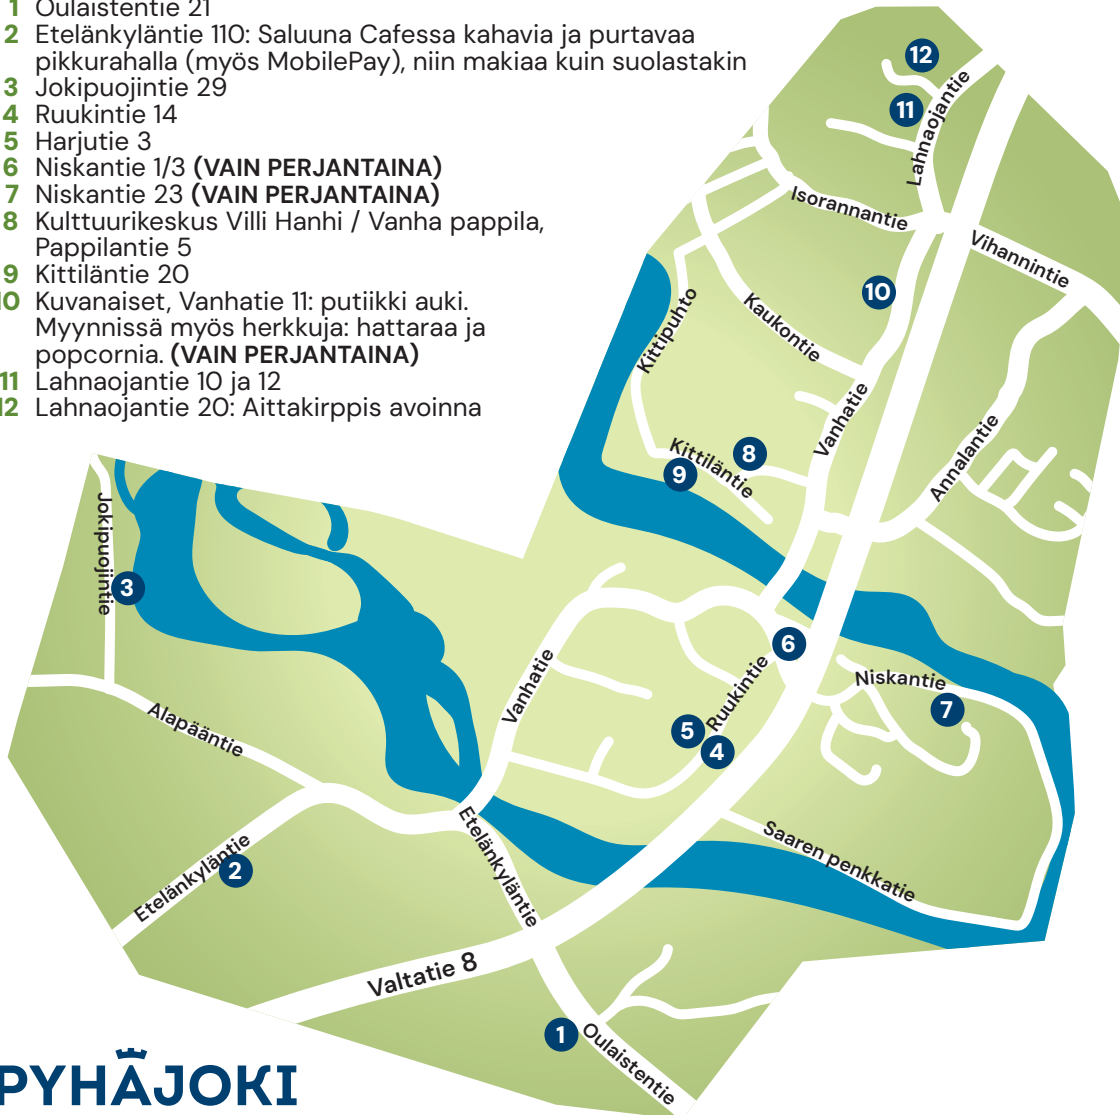 1 Oulaistentie 21
2 Etelänkyläntie 110: Saluuna Cafessa kahavia ja purtavaa
pikkurahalla (myös MobilePay), niin makiaa kuin suolastakin
3 Jokipuojintie 29
4 Ruukintie 14
5 Harjutie 3
6 Niskantie 1/3 (VAIN PERJANTAINA)
7 Niskantie 23 (VAIN PERJANTAINA)
8 Kulttuurikeskus Villi Hanhi / Vanha pappila,
Pappilantie 5
9 Kittiläntie 20
10 Kuvanaiset, Vanhatie 11: putiikki auki.
Myynnissä myös herkkuja: hattaraa ja
popcornia. (VAIN PERJANTAINA)
11 Lahnaojantie 10 ja 12
12 Lahnaojantie 20: Aittakirppis avoinna
12
11
Lahnaojantie
Isorannantie
Vihannintie
10
Kittipuhto
Kaukontie
Vanhatie
Annalantie
Kittiläntie
8
9
Jokipuojintie
3
6
Niskantie
7
Vanhatie
Ruukintie
5
4
Alapääntie
Etelänkyläntie
Saaren penkkatie
Etelänkyläntie
2
Valtatie 8
1
Oulaistentie
PYHÄJOKI